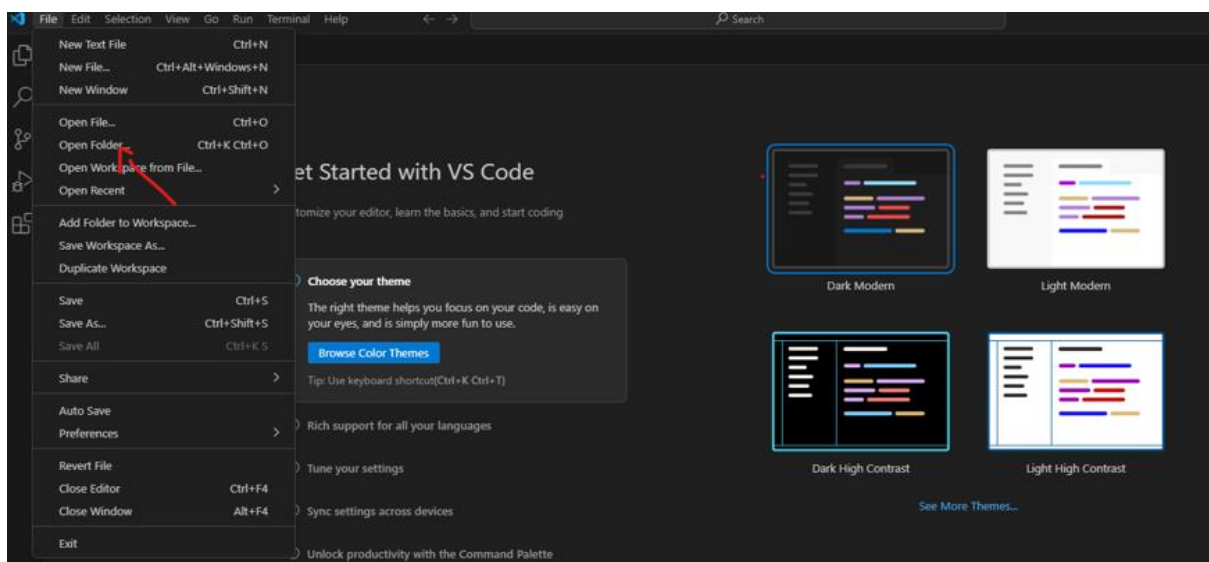 File Edit Selection View Go Run Terminal Help
Search
New Text File Ctrl+N
New File... Ctrl+Alt+Windows+N
New Window Ctrl+Shift+N
Open File... Ctrl+O
Open Folder... Ctrl+K Ctrl+O
Open Workspace from File...
Open Recent
Add Folder to Workspace...
Save Workspace As...
Duplicate Workspace
Save Ctrl+S
Save As... Ctrl+Shift+S
Save All Ctrl+K S
Share
Auto Save
Preferences
Revert File
Close Editor Ctrl+F4
Close Window Alt+F4
Exit
et Started with VS Code
tomize your editor, learn the basics, and start coding
Choose your theme
The right theme helps you focus on your code, is easy on
your eyes, and is simply more fun to use.
Browse Color Themes
Tip: Use keyboard shortcut(Ctrl+K Ctrl+T)
Rich support for all your languages
Tune your settings
Sync settings across devices
Unlock productivity with the Command Palette
Dark Modern
Light Modern
Dark High Contrast
Light High Contrast
See More Themes...